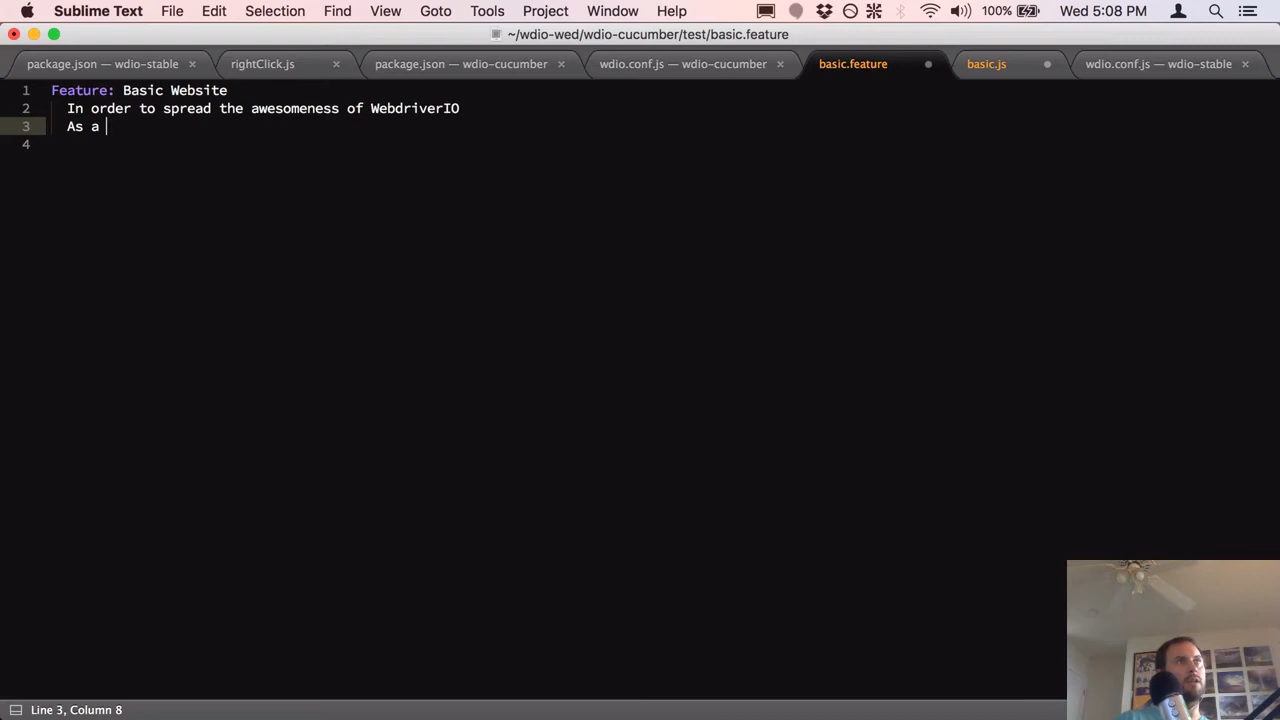 Sublime Text File Edit Selection Find View Goto Tools Project Window Help 100% Wed 5:08 PM
~/wdio-wed/wdio-cucumber/test/basic.feature
package.json — wdio-stable × rightClick.js × package.json — wdio-cucumber × wdio.conf.js — wdio-cucumber × basic.feature basic.js wdio.conf.js — wdio-stable ×
1 Feature: Basic Website
2 In order to spread the awesomeness of WebdriverIO
3 As a
4
Line 3, Column 8